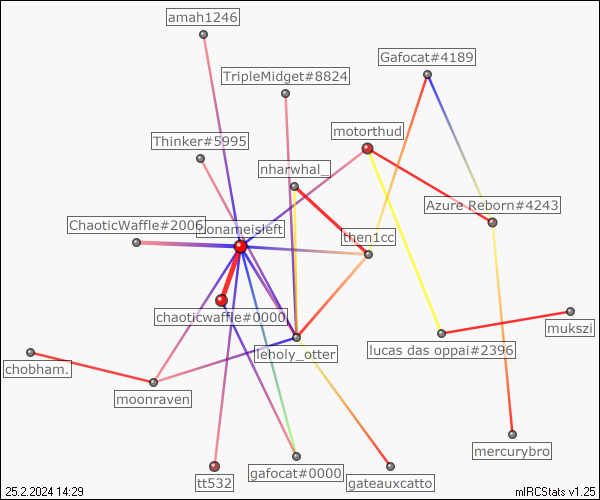 amah1246
Gafocat#4189
TripleMidget#8824
motorthud
Thinker#5995
nharwhal_
Azure Reborn#4243
ChaoticWaffle#2006
nonameisleft
then1cc
chaoticwaffle#0000
leholy_otter
lucas das oppai#2396
mukszi
chobham.
moonraven
mercurybro
tt532
gafocat#0000
gateauxcatto
25.2.2024 14:29
mIRCStats v1.25